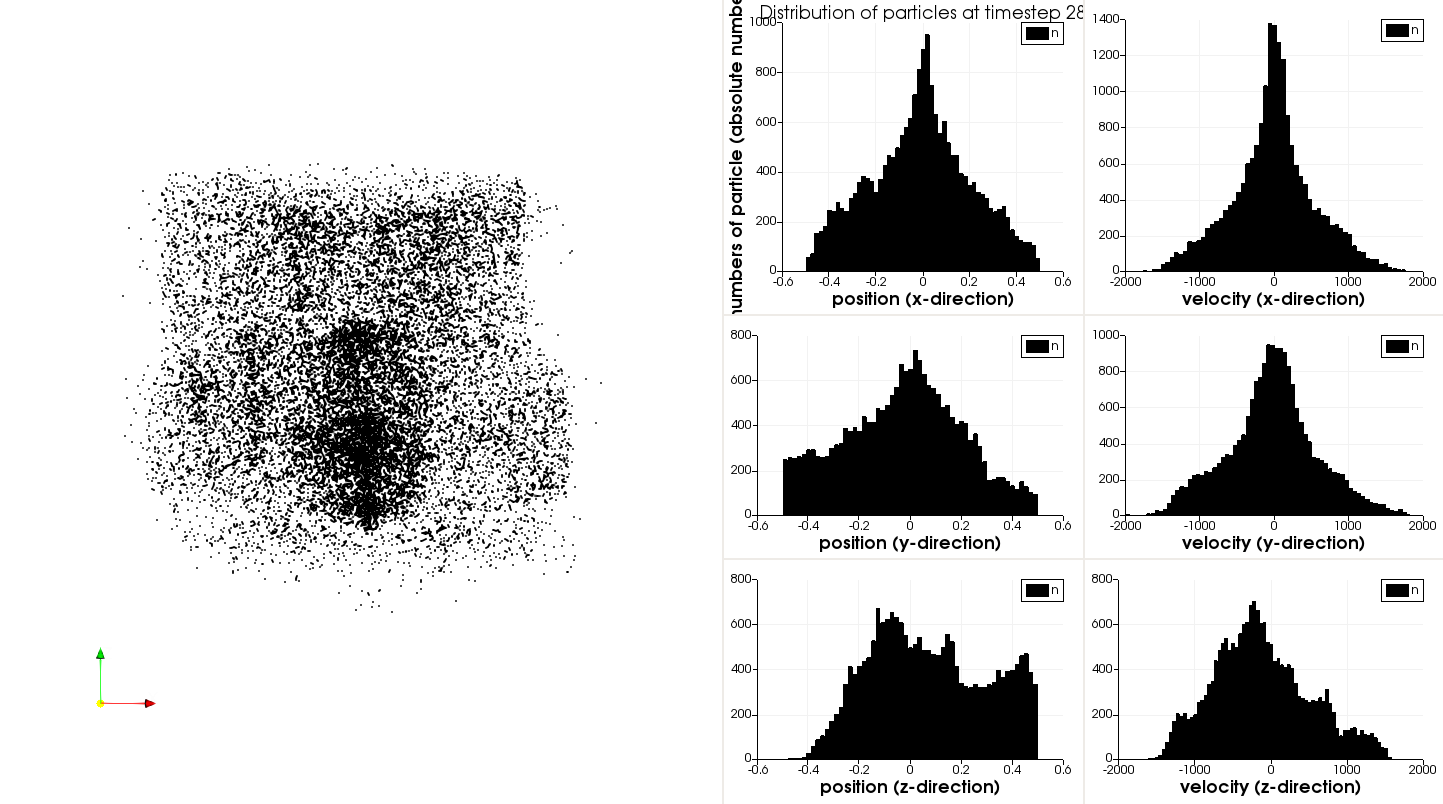 Distribution of particles at timestep 28
numbers of particle (absolute numbe
1000
800
600
400
200
0
-0.6 -0.4 -0.2 0 0.2 0.4 0.6
position (x-direction)
n
1400
1200
1000
800
600
400
200
0
-2000 -1000 0 1000 2000
velocity (x-direction)
n
800
600
400
200
0
-0.6 -0.4 -0.2 0 0.2 0.4 0.6
position (y-direction)
n
1000
800
600
400
200
0
-2000 -1000 0 1000 2000
velocity (y-direction)
n
800
600
400
200
0
-0.6 -0.4 -0.2 0 0.2 0.4 0.6
position (z-direction)
n
800
600
400
200
0
-2000 -1000 0 1000 2000
velocity (z-direction)
n